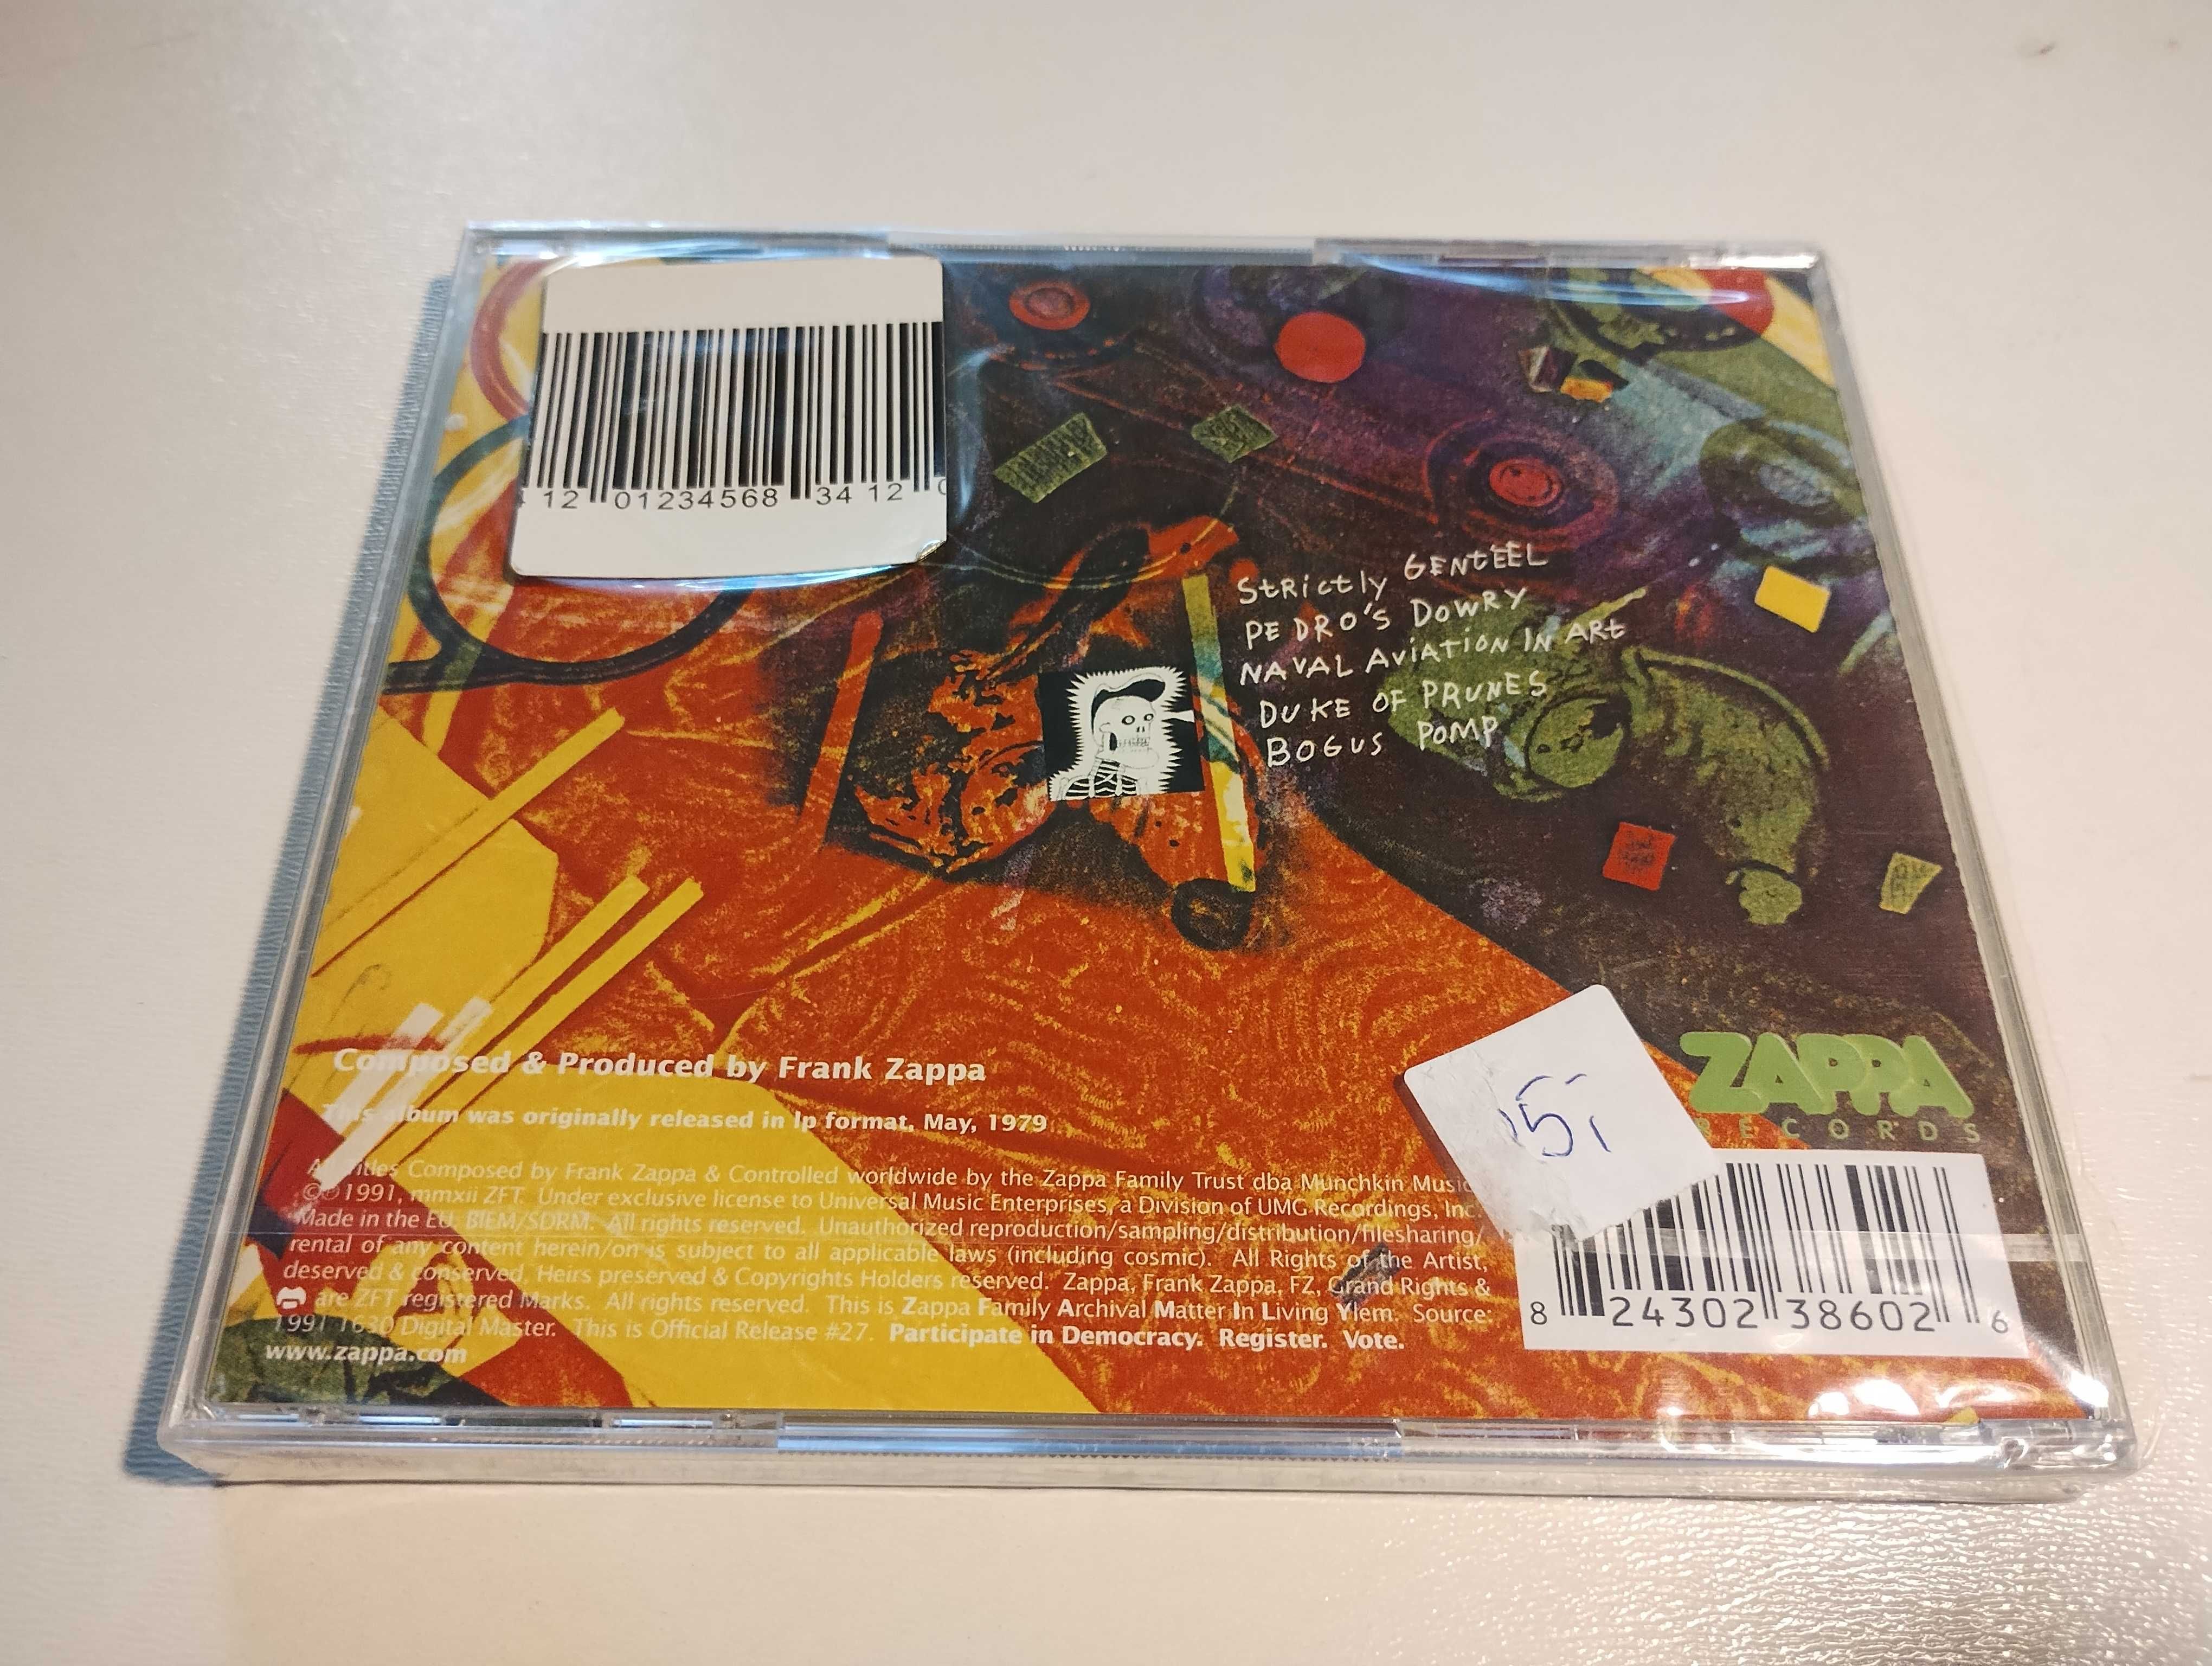 12 01234568 34 12
Strictly GENtEEL
PEDRO'S DOWRY
NAVAL AviATiON IN ARt
DUKE OF PRUNES
BOGUS POMP
Composed & Produced by Frank Zappa
This album was originally released in lp format, May, 1979
ZAPPA
RECORDS
All titles Composed by Frank Zappa & Controlled worldwide by the Zappa Family Trust dba Munchkin Music
©℗1991, mmxii ZFT. Under exclusive license to Universal Music Enterprises, a Division of UMG Recordings, Inc.
Made in the EU. BIEM/SDRM. All rights reserved. Unauthorized reproduction/sampling/distribution/filesharing/
rental of any content herein/on is subject to all applicable laws (including cosmic). All Rights of the Artist,
deserved & conserved, Heirs preserved & Copyrights Holders reserved. Zappa, Frank Zappa, FZ, Grand Rights &
are ZFT registered Marks. All rights reserved. This is Zappa Family Archival Matter In Living Ylem. Source:
1991 1630 Digital Master. This is Official Release #27. Participate in Democracy. Register. Vote.
www.zappa.com
8 24302 38602 6